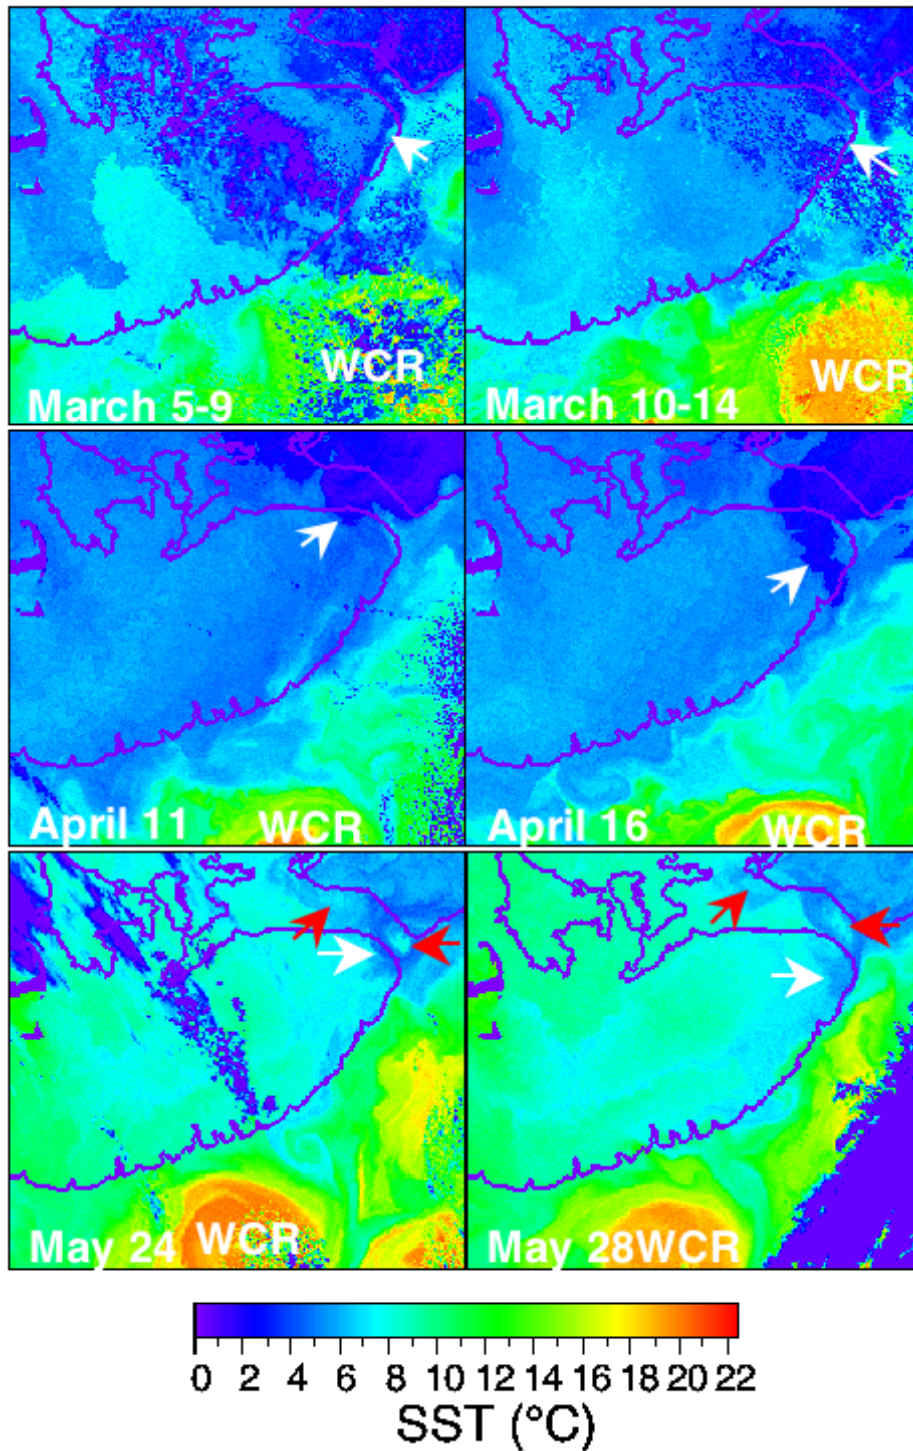 WCR WCR
March 5-9 March 10-14
April 11 WCR April 16 WCR
May 24 WCR May 28WCR
0 2 4 6 8 10 12 14 16 18 20 22
SST (°C)